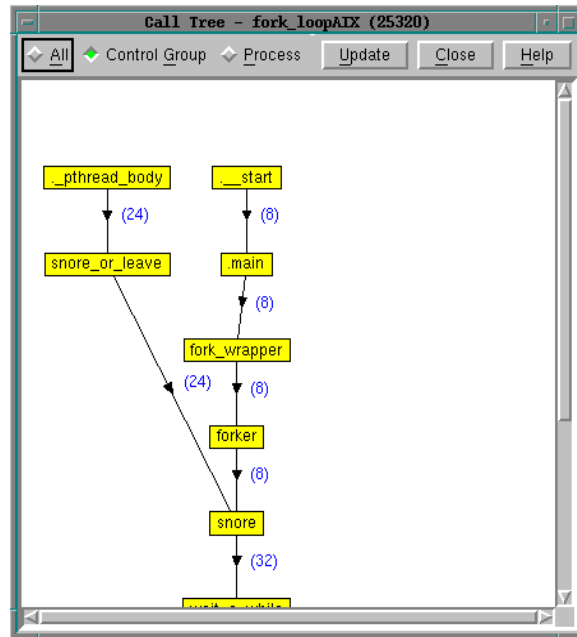 Call Tree - fork_loopAIX (25320)
All Control Group Process Update Close Help
._pthread_body .__start
(24) (8)
snore_or_leave .main
(8)
fork_wrapper
(24) (8)
forker
(8)
snore
(32)
wait_a_while